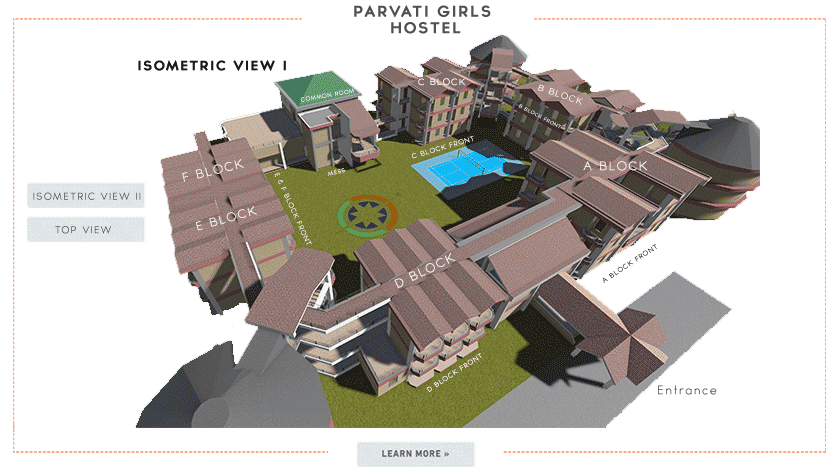 PARVATI GIRLS
HOSTEL
ISOMETRIC VIEW I
COMMON ROOM
C BLOCK
B BLOCK
B BLOCK FRONT
C BLOCK FRONT
MESS
A BLOCK
F BLOCK
E BLOCK
E & F BLOCK FRONT
ISOMETRIC VIEW II
TOP VIEW
D BLOCK
A BLOCK FRONT
D BLOCK FRONT
Entrance
LEARN MORE »